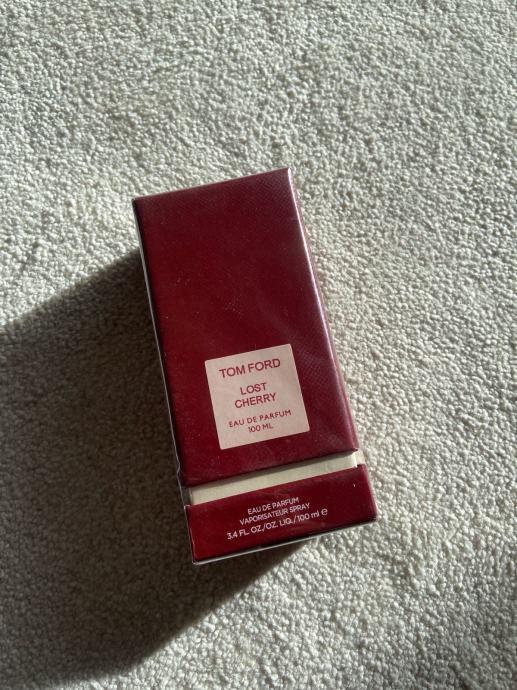 TOM FORD
LOST
CHERRY
EAU DE PARFUM
100 ML
EAU DE PARFUM
VAPORISATEUR SPRAY
3.4 FL. OZ./OZ. LIQ./100 ml ℮